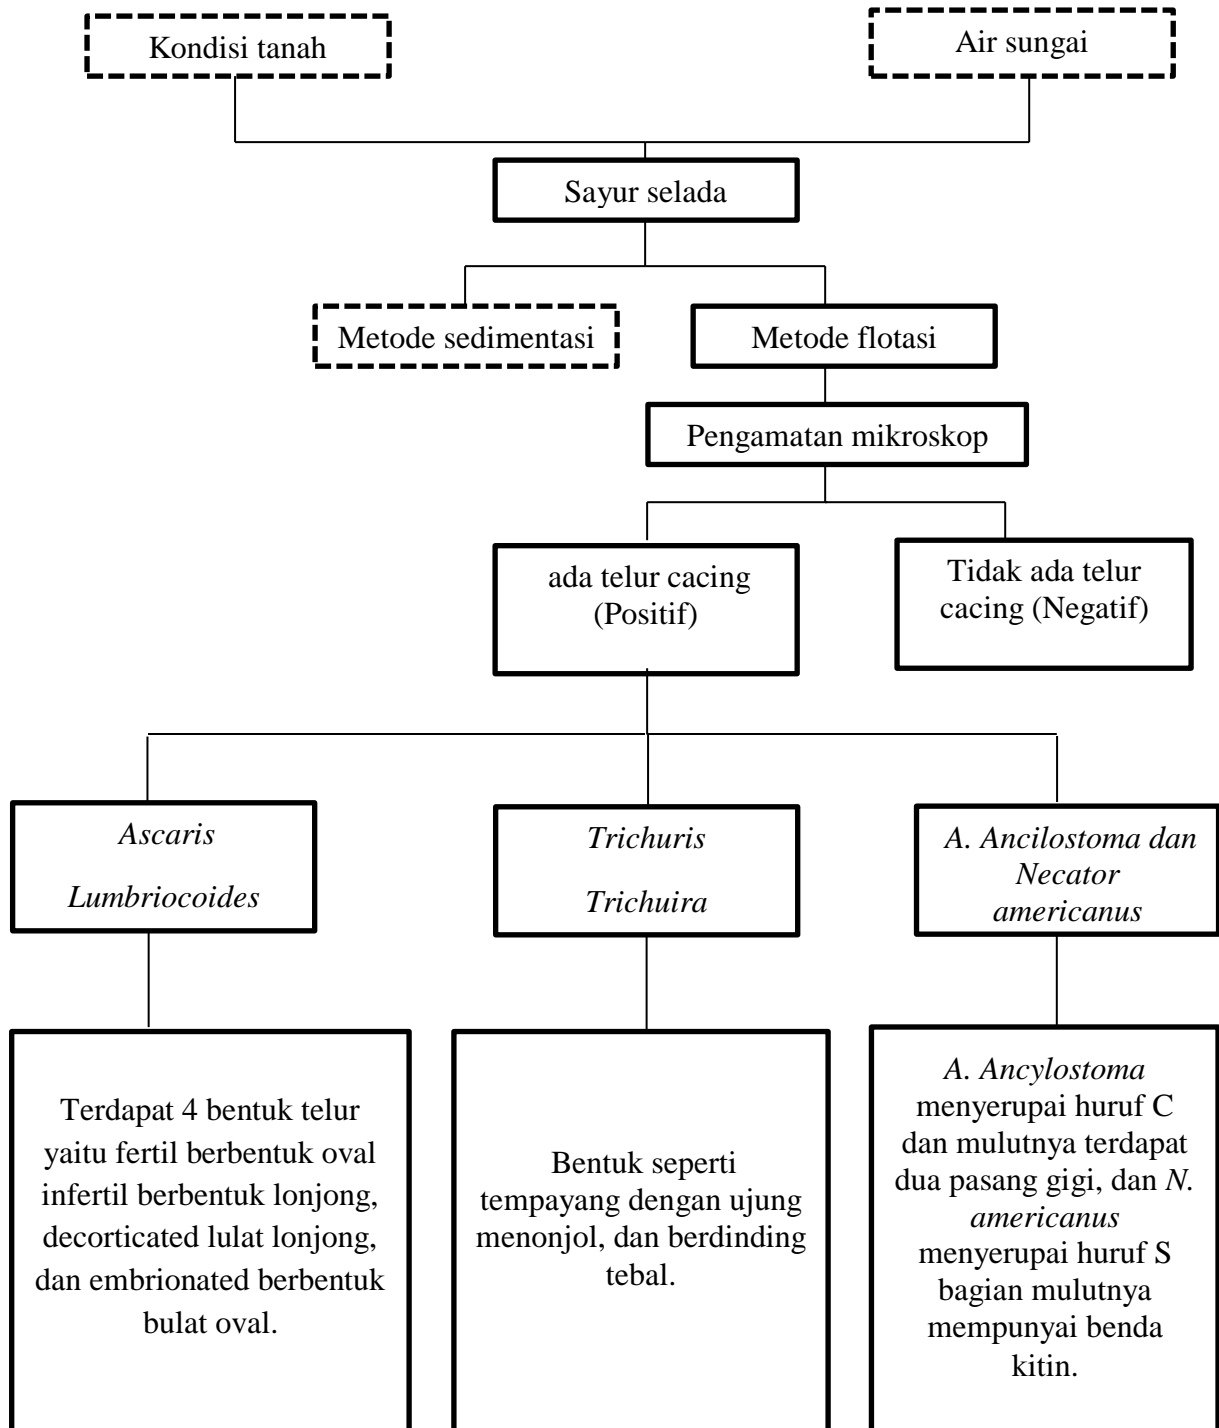 Kondisi tanah
Air sungai
Sayur selada
Metode sedimentasi
Metode flotasi
Pengamatan mikroskop
ada telur cacing
(Positif)
Tidak ada telur
cacing (Negatif)
Ascaris
Lumbriocoides
Trichuris
Trichuira
A. Ancilostoma dan
Necator
americanus
Terdapat 4 bentuk telur
yaitu fertil berbentuk oval
infertil berbentuk lonjong,
decorticated lulat lonjong,
dan embrionated berbentuk
bulat oval.
Bentuk seperti
tempayang dengan ujung
menonjol, dan berdinding
tebal.
A. Ancylostoma
menyerupai huruf C
dan mulutnya terdapat
dua pasang gigi, dan N.
americanus
menyerupai huruf S
bagian mulutnya
mempunyai benda
kitin.